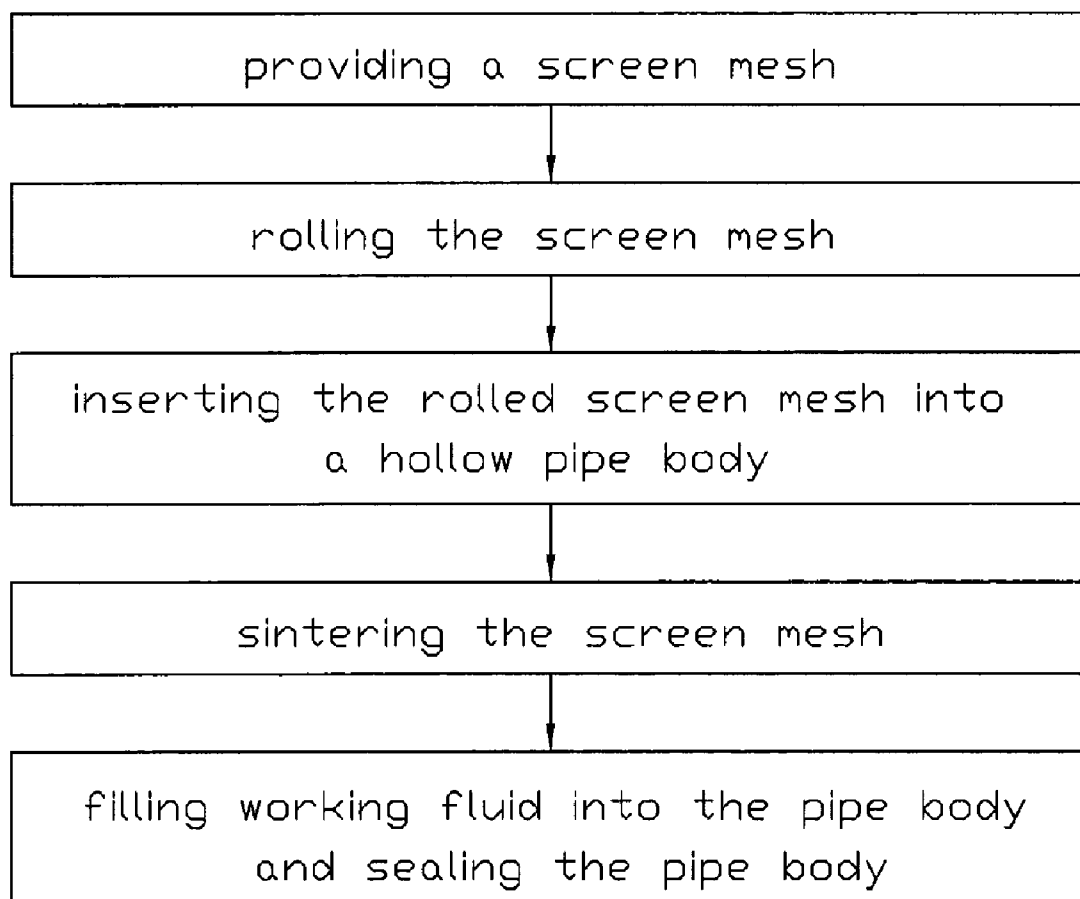 providing a screen mesh
rolling the screen mesh
inserting the rolled screen mesh into
a hollow pipe body
sintering the screen mesh
filling working fluid into the pipe body
and sealing the pipe body